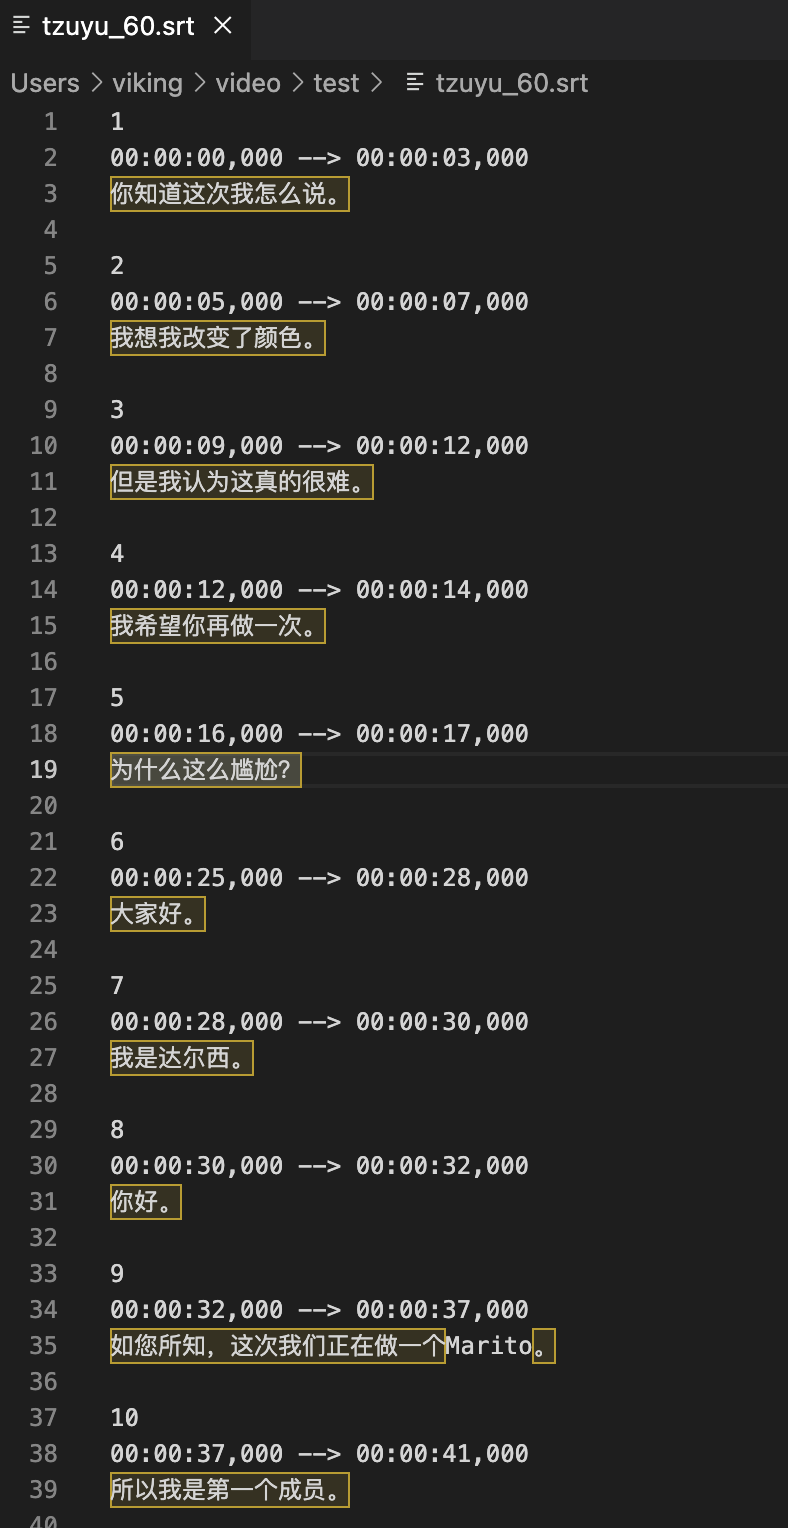 tzuyu_60.srt ×
Users > viking > video > test > tzuyu_60.srt
1 1
2 00:00:00,000 --> 00:00:03,000
3 你知道这次我怎么说。
4
5 2
6 00:00:05,000 --> 00:00:07,000
7 我想我改变了颜色。
8
9 3
10 00:00:09,000 --> 00:00:12,000
11 但是我认为这真的很难。
12
13 4
14 00:00:12,000 --> 00:00:14,000
15 我希望你再做一次。
16
17 5
18 00:00:16,000 --> 00:00:17,000
19 为什么这么尴尬？
20
21 6
22 00:00:25,000 --> 00:00:28,000
23 大家好。
24
25 7
26 00:00:28,000 --> 00:00:30,000
27 我是达尔西。
28
29 8
30 00:00:30,000 --> 00:00:32,000
31 你好。
32
33 9
34 00:00:32,000 --> 00:00:37,000
35 如您所知，这次我们正在做一个Marito。
36
37 10
38 00:00:37,000 --> 00:00:41,000
39 所以我是第一个成员。
40